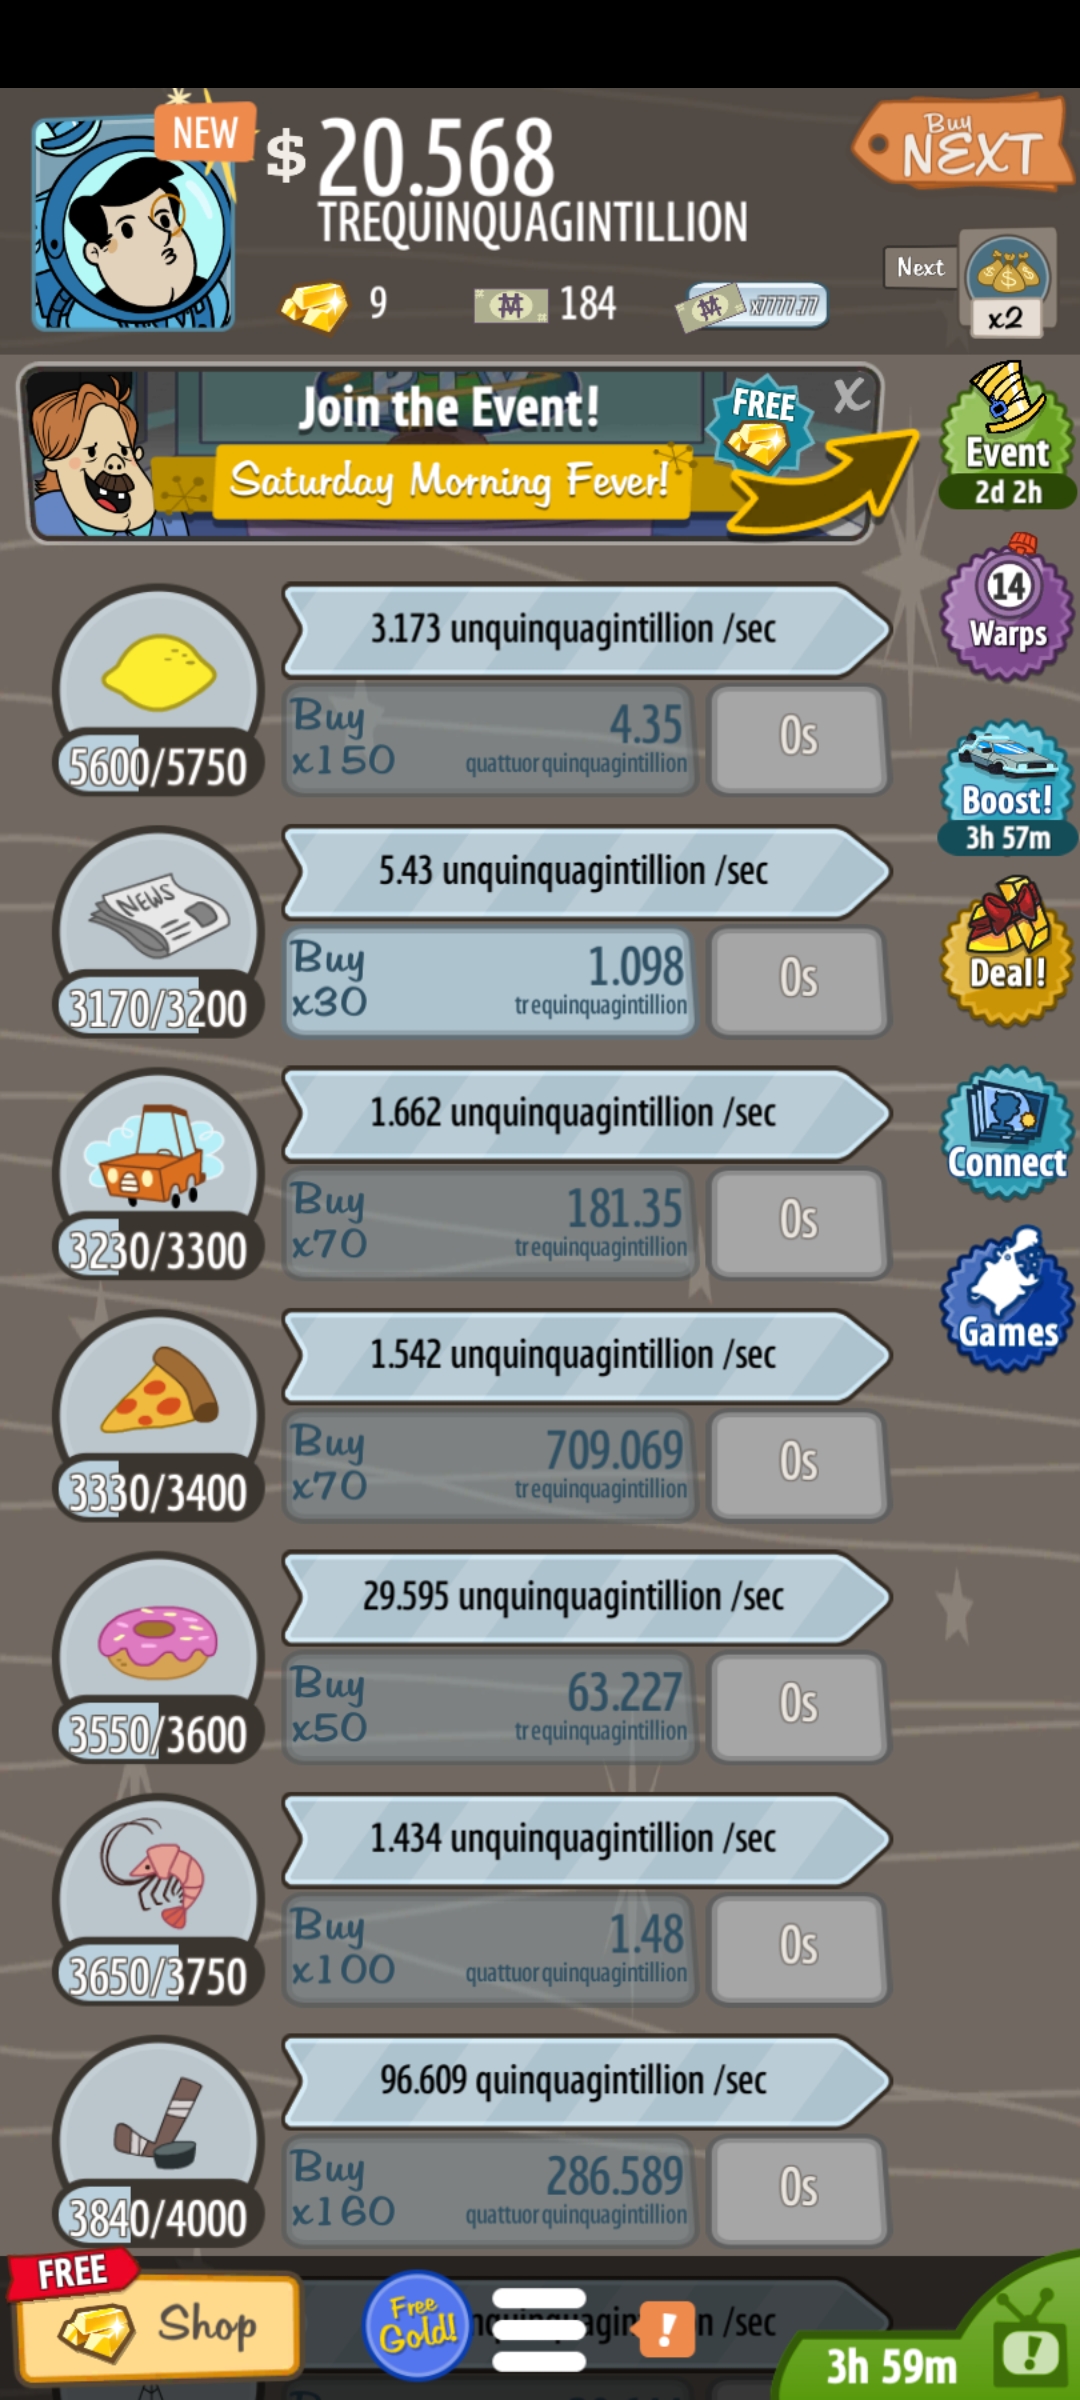 NEW
$ 20.568
TREQUINQUAGINTILLION
Buy
NEXT
9
184
x7777.77
Next
x2
Join the Event!
Saturday Morning Fever!
FREE
X
Event
2d 2h
14
Warps
Boost!
3h 57m
Deal!
Connect
Games
3.173 unquinquagintillion /sec
5600/5750
Buy
x150
4.35
quattuorquinquagintillion
0s
5.43 unquinquagintillion /sec
NEWS
3170/3200
Buy
x30
1.098
trequinquagintillion
0s
1.662 unquinquagintillion /sec
3230/3300
Buy
x70
181.35
trequinquagintillion
0s
1.542 unquinquagintillion /sec
3330/3400
Buy
x70
709.069
trequinquagintillion
0s
29.595 unquinquagintillion /sec
3550/3600
Buy
x50
63.227
trequinquagintillion
0s
1.434 unquinquagintillion /sec
3650/3750
Buy
x100
1.48
quattuorquinquagintillion
0s
96.609 quinquagintillion /sec
3840/4000
Buy
x160
286.589
quattuorquinquagintillion
0s
FREE
Shop
Free
Gold!
!
/sec
3h 59m
!